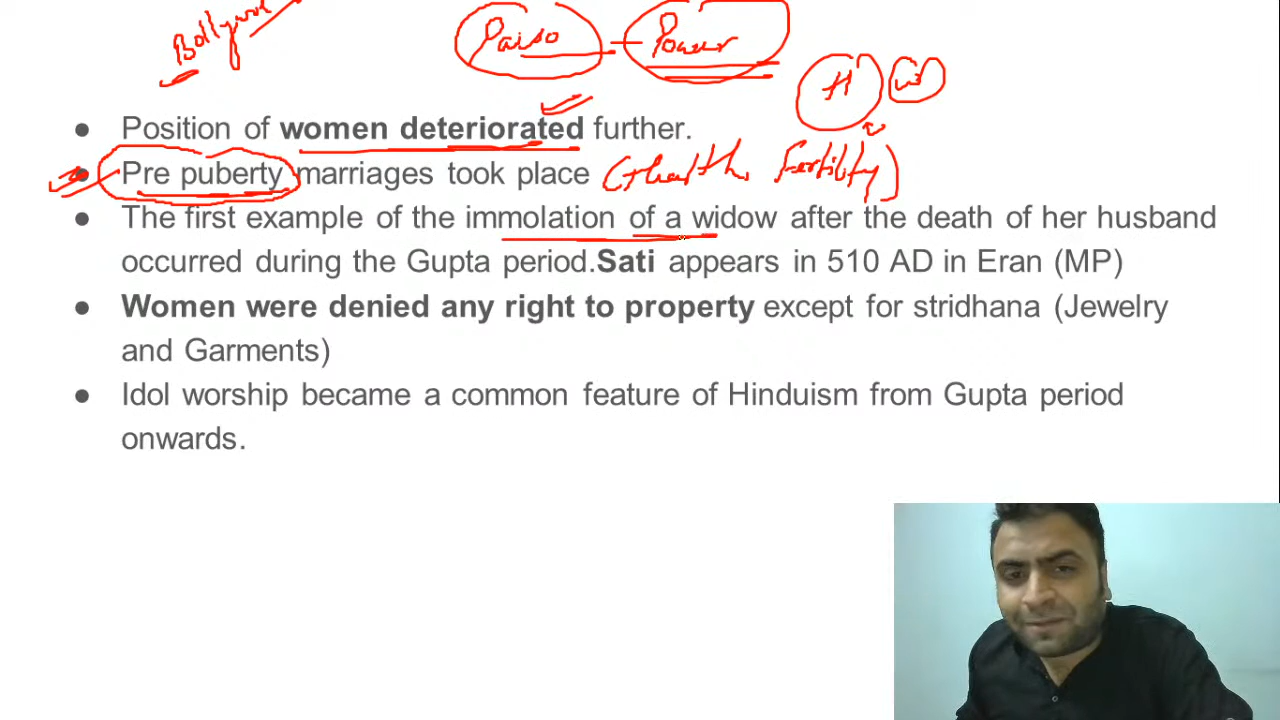 Paisa Power
H W
● Position of women deteriorated further.
● Pre puberty marriages took place (Health, Fertility)
● The first example of the immolation of a widow after the death of her husband
occurred during the Gupta period.Sati appears in 510 AD in Eran (MP)
● Women were denied any right to property except for stridhana (Jewelry
and Garments)
● Idol worship became a common feature of Hinduism from Gupta period
onwards.